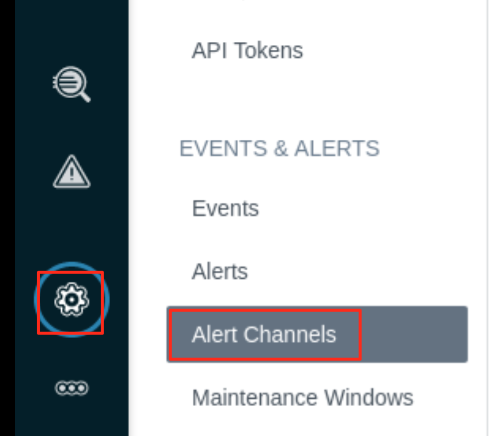 API Tokens
EVENTS & ALERTS
Events
Alerts
Alert Channels
Maintenance Windows